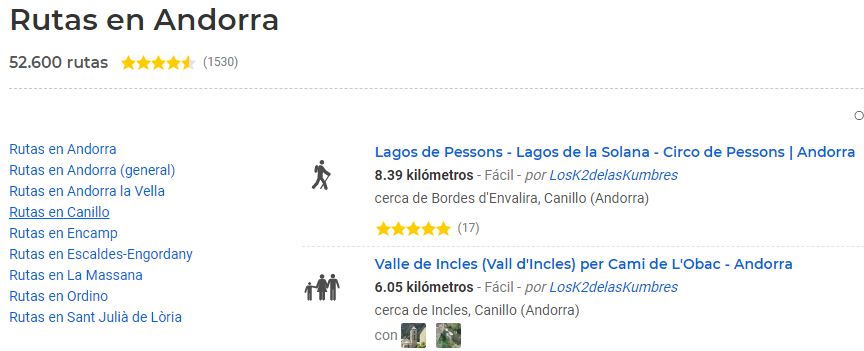 Rutas en Andorra
52.600 rutas (1530)
Rutas en Andorra
Rutas en Andorra (general)
Rutas en Andorra la Vella
Rutas en Canillo
Rutas en Encamp
Rutas en Escaldes-Engordany
Rutas en La Massana
Rutas en Ordino
Rutas en Sant Julià de Lòria
Lagos de Pessons - Lagos de la Solana - Circo de Pessons | Andorra
8.39 kilómetros - Fácil - por LosK2delasKumbres
cerca de Bordes d'Envalira, Canillo (Andorra)
(17)
Valle de Incles (Vall d'Incles) per Cami de L'Obac - Andorra
6.05 kilómetros - Fácil - por LosK2delasKumbres
cerca de Incles, Canillo (Andorra)
con